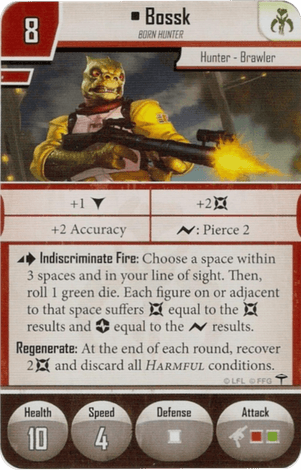 8
Bossk
BORN HUNTER
Hunter - Brawler
+1
+2
+2 Accuracy
: Pierce 2
Indiscriminate Fire: Choose a space within
3 spaces and in your line of sight. Then,
roll 1 green die. Each figure on or adjacent
to that space suffers equal to the
results and equal to the results.
Regenerate: At the end of each round, recover
2 and discard all HARMFUL conditions.
© LFL © FFG
Health
Speed
Defense
Attack
10
4